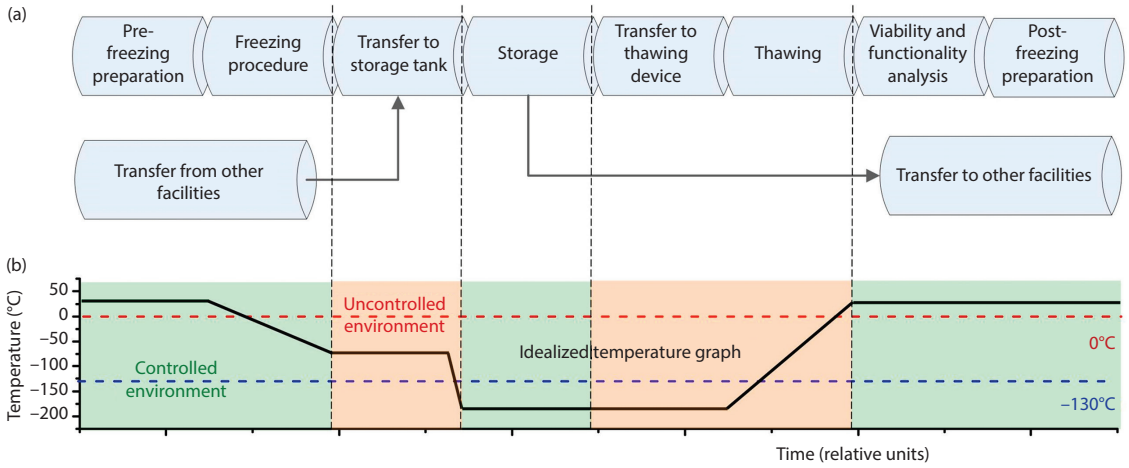 (a)
Pre-
freezing
preparation
Freezing
procedure
Transfer to
storage tank
Storage
Transfer to
thawing
device
Thawing
Viability and
functionality
analysis
Post-
freezing
preparation
Transfer from other
facilities
Transfer to other facilities
(b)
Temperature (°C)
50
0
−50
−100
−150
−200
Controlled
environment
Uncontrolled
environment
Idealized temperature graph
0°C
−130°C
Time (relative units)